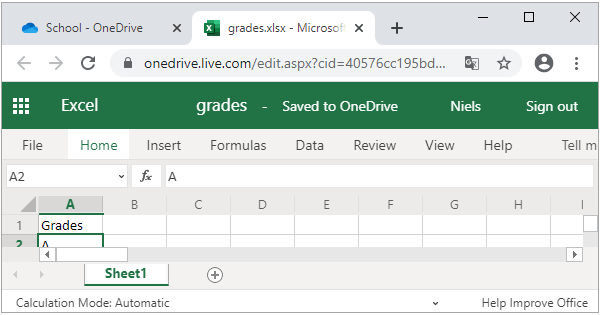 School - OneDrive grades.xlsx - Microsof
onedrive.live.com/edit.aspx?cid=40576cc195bd...
Excel grades - Saved to OneDrive Niels Sign out
File Home Insert Formulas Data Review View Help Tell m
A2 fx A
A B C D E F G H I
1 Grades
2 A
Sheet1
Calculation Mode: Automatic Help Improve Office